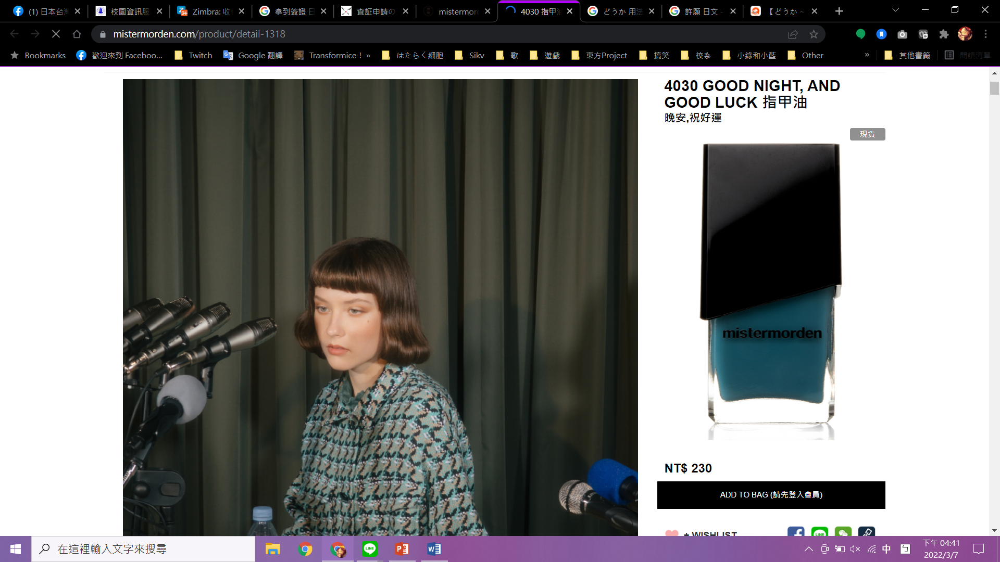 (1) 日本台灣
校園資訊服
Zimbra: 收
拿到簽證 日
査証申請の
mistermord
4030 指甲油
どうか 用法
許願 日文 -
【どうか ~
mistermorden.com/product/detail-1318
Bookmarks
歡迎來到 Faceboo...
Twitch
Google 翻譯
Transformice！
»
はたらく細胞
Sikv
歌
遊戲
東方Project
搞笑
校系
小綠和小藍
Other
»
其他書籤
閱讀清單
4030 GOOD NIGHT, AND
GOOD LUCK 指甲油
晚安,祝好運
現貨
mistermorden
NT$ 230
ADD TO BAG (請先登入會員)
+ WISHLIST
在這裡輸入文字來搜尋
中
ㄅ
下午 04:41
2022/3/7